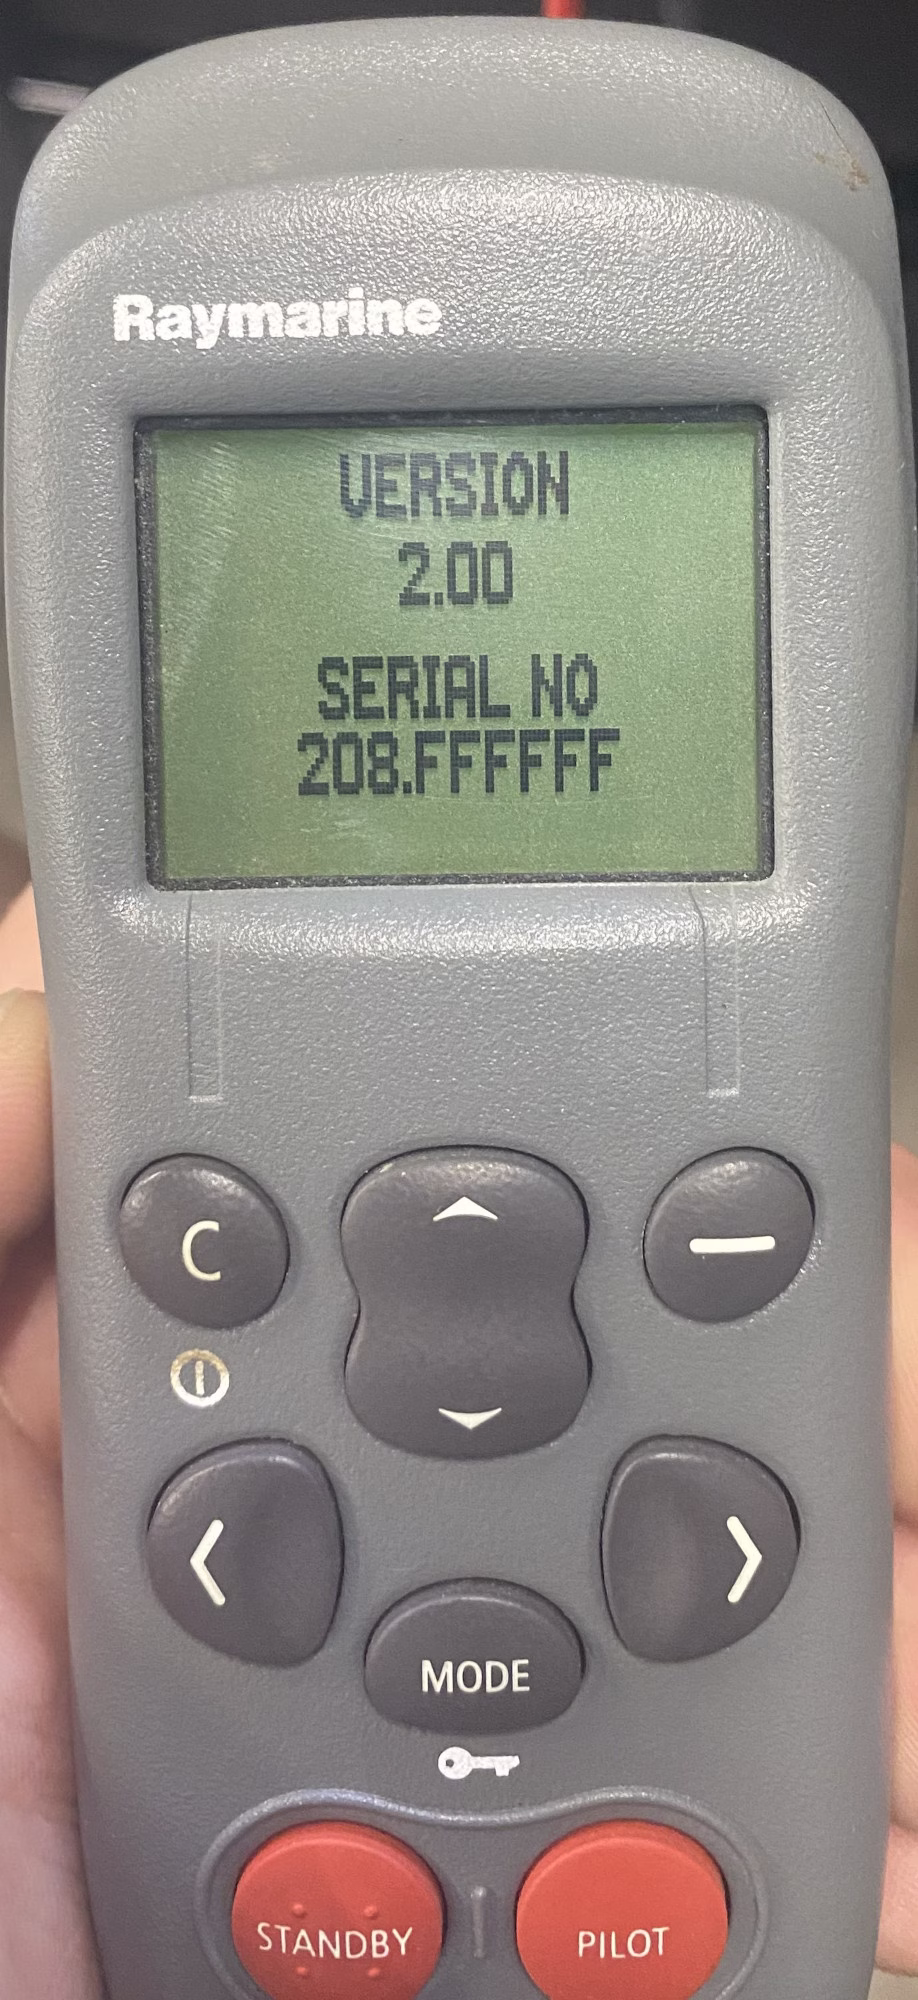 Raymarine
VERSION
2.00
SERIAL NO
208.FFFFFF
C
MODE
STANDBY
PILOT